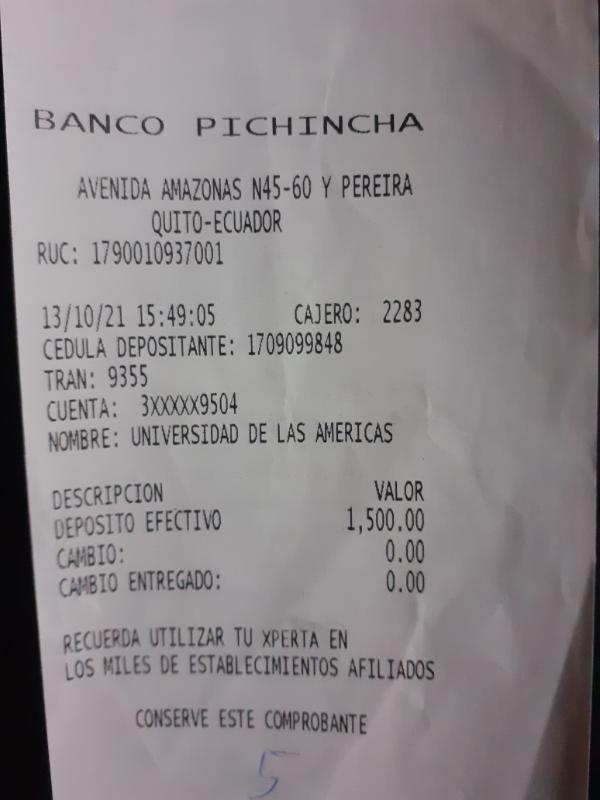 BANCO PICHINCHA
AVENIDA AMAZONAS N45-60 Y PEREIRA
QUITO-ECUADOR
RUC: 1790010937001
13/10/21 15:49:05 CAJERO: 2283
CEDULA DEPOSITANTE: 1709099848
TRAN: 9355
CUENTA: 3XXXXX9504
NOMBRE: UNIVERSIDAD DE LAS AMERICAS
DESCRIPCION VALOR
DEPOSITO EFECTIVO 1,500.00
CAMBIO: 0.00
CAMBIO ENTREGADO: 0.00
RECUERDA UTILIZAR TU XPERTA EN
LOS MILES DE ESTABLECIMIENTOS AFILIADOS
CONSERVE ESTE COMPROBANTE
5